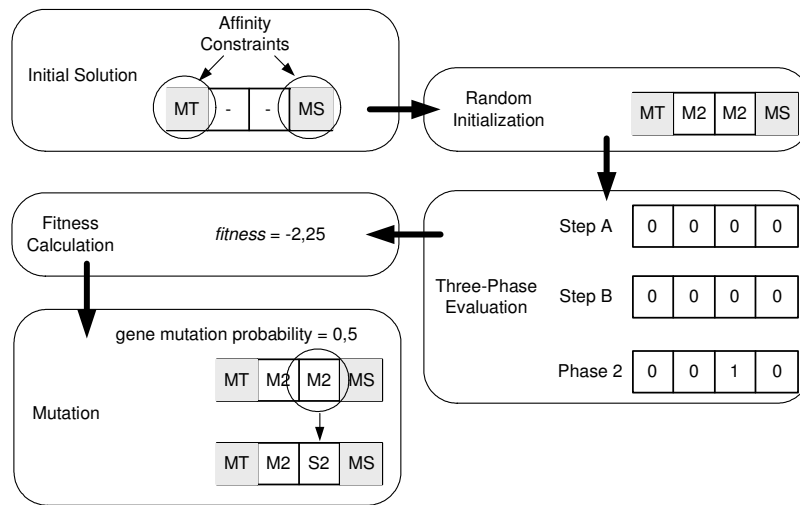 Affinity
Constraints
Initial Solution
MT - - MS
Random
Initialization
MT M2 M2 MS
Step A
0 0 0 0
Three-Phase
Evaluation
Step B
0 0 0 0
Phase 2
0 0 1 0
Fitness
Calculation
fitness = -2,25
gene mutation probability = 0,5
MT M2 M2 MS
Mutation
MT M2 S2 MS